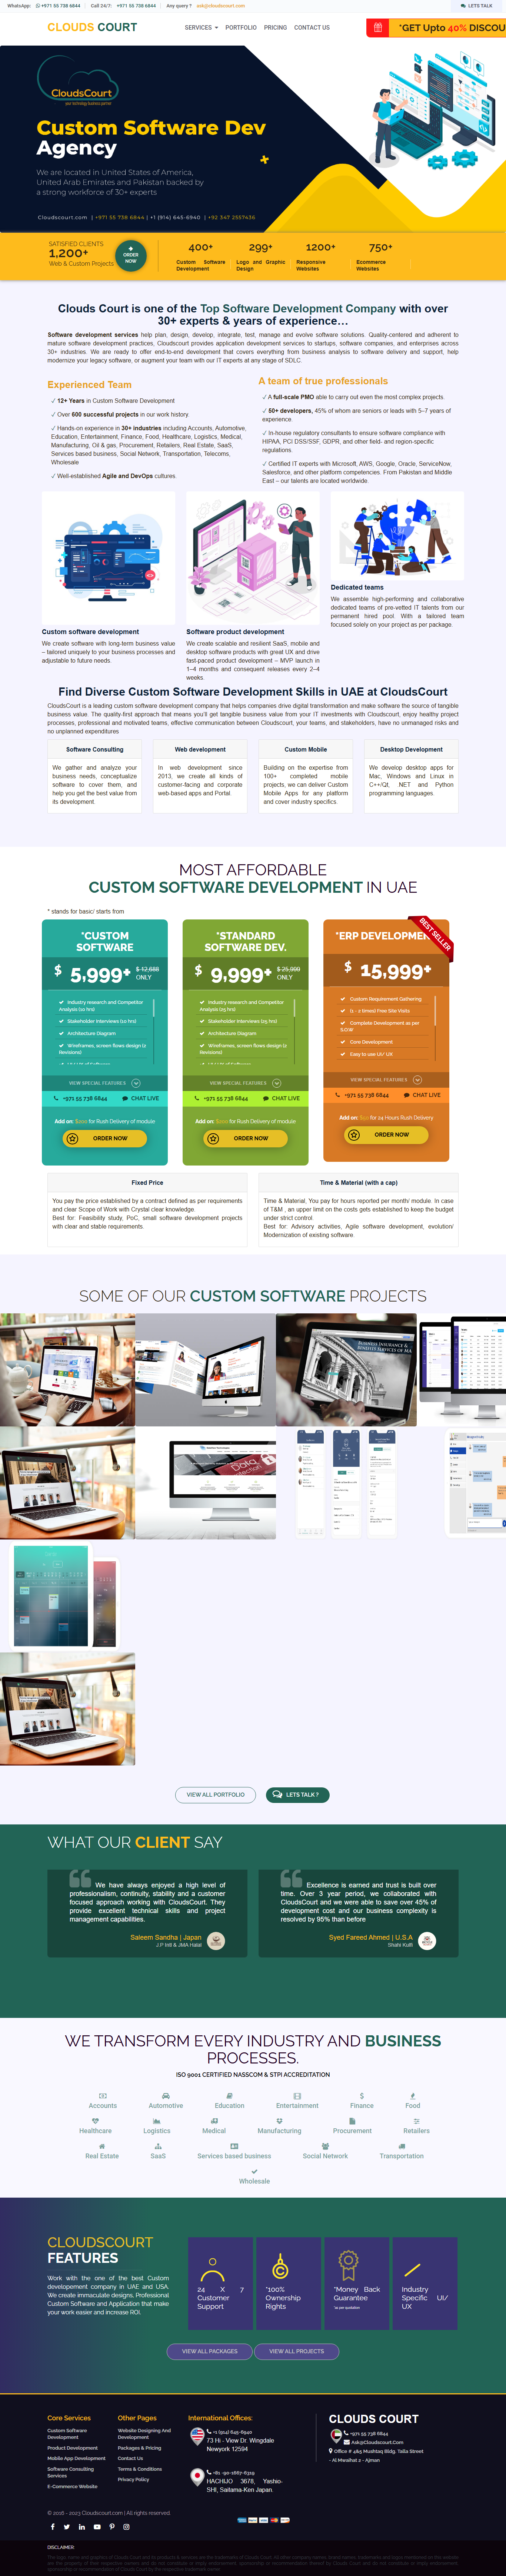 WhatsApp: +971 55 738 6844 Call 24/7: +971 55 738 6844 Any query ? ask@cloudscourt.com LETS TALK
CLOUDS COURT
SERVICES PORTFOLIO PRICING CONTACT US
*GET Upto 40% DISCOU
CloudsCourt
your technology business partner
Custom Software Dev
Agency
We are located in United States of America,
United Arab Emirates and Pakistan backed by
a strong workforce of 30+ experts
Cloudscourt.com | +971 55 738 6844 | +1 (914) 645-6940 | +92 347 2557436
SATISFIED CLIENTS
1,200+
Web & Custom Projects
ORDER
NOW
400+
Custom Software
Development
299+
Logo and Graphic
Design
1200+
Responsive
Websites
750+
Ecommerce
Websites
Clouds Court is one of the Top Software Development Company with over
30+ experts & years of experience…
Software development services help plan, design, develop, integrate, test, manage and evolve software solutions. Quality-centered and adherent to
mature software development practices, Cloudscourt provides application development services to startups, software companies, and enterprises across
30+ industries. We are ready to offer end-to-end development that covers everything from business analysis to software delivery and support, help
modernize your legacy software, or augment your team with our IT experts at any stage of SDLC.
Experienced Team
✓ 12+ Years in Custom Software Development
✓ Over 600 successful projects in our work history.
✓ Hands-on experience in 30+ industries including Accounts, Automotive,
Education, Entertainment, Finance, Food, Healthcare, Logistics, Medical,
Manufacturing, Oil & gas, Procurement, Retailers, Real Estate, SaaS,
Services based business, Social Network, Transportation, Telecoms,
Wholesale
✓ Well-established Agile and DevOps cultures.
A team of true professionals
✓ A full-scale PMO able to carry out even the most complex projects.
✓ 50+ developers, 45% of whom are seniors or leads with 5–7 years of
experience.
✓ In-house regulatory consultants to ensure software compliance with
HIPAA, PCI DSS/SSF, GDPR, and other field- and region-specific
regulations.
✓ Certified IT experts with Microsoft, AWS, Google, Oracle, ServiceNow,
Salesforce, and other platform competencies. From Pakistan and Middle
East – our talents are located worldwide.
Custom software development
We create software with long-term business value
– tailored uniquely to your business processes and
adjustable to future needs.
Software product development
We create scalable and resilient SaaS, mobile and
desktop software products with great UX and drive
fast-paced product development – MVP launch in
1–4 months and consequent releases every 2–4
weeks.
Dedicated teams
We assemble high-performing and collaborative
dedicated teams of pre-vetted IT talents from our
permanent hired pool. With a tailored team
focused solely on your project as per package.
Find Diverse Custom Software Development Skills in UAE at CloudsCourt
CloudsCourt is a leading custom software development company that helps companies drive digital transformation and make software the source of tangible
business value. The quality-first approach that means you'll get tangible business value from your IT investments with Cloudscourt, enjoy healthy project
processes, professional and motivated teams, effective communication between Cloudscourt, your teams, and stakeholders, have no unmanaged risks and
no unplanned expenditures
Software Consulting
We gather and analyze your
business needs, conceptualize
software to cover them, and
help you get the best value from
its development.
Web development
In web development since
2013, we create all kinds of
customer-facing and corporate
web-based apps and Portal.
Custom Mobile
Building on the expertise from
100+ completed mobile
projects, we can deliver Custom
Mobile Apps for any platform
and cover industry specifics.
Desktop Development
We develop desktop apps for
Mac, Windows and Linux in
C++/Qt, .NET and Python
programming languages.
MOST AFFORDABLE
CUSTOM SOFTWARE DEVELOPMENT IN UAE
* stands for basic/ starts from
*CUSTOM
SOFTWARE
$ 5,999+ $ 12,688
ONLY
Industry research and Competitor
Analysis (10 hrs)
Stakeholder Interviews (10 hrs)
Architecture Diagram
Wireframes, screen flows design (2
Revisions)
VIEW SPECIAL FEATURES
+971 55 738 6844 CHAT LIVE
Add on: for Rush Delivery of module
ORDER NOW
*STANDARD
SOFTWARE DEV.
$ 9,999+ $ 25,999
ONLY
Industry research and Competitor
Analysis (25 hrs)
Stakeholder Interviews (25 hrs)
Architecture Diagram
Wireframes, screen flows design (2
Revisions)
VIEW SPECIAL FEATURES
+971 55 738 6844 CHAT LIVE
Add on: for Rush Delivery of module
ORDER NOW
BEST SELLER
*ERP DEVELOPMEN
$ 15,999+
Custom Requirement Gathering
(1 - 2 times) Free Site Visits
Complete Development as per
S.O.W
Core Development
Easy to use UI/ UX
VIEW SPECIAL FEATURES
+971 55 738 6844 CHAT LIVE
Add on: for 24 Hours Rush Delivery
ORDER NOW
Fixed Price
You pay the price established by a contract defined as per requirements
and clear Scope of Work with Crystal clear knowledge.
Best for: Feasibility study, PoC, small software development projects
with clear and stable requirements.
Time & Material (with a cap)
Time & Material, You pay for hours reported per month/ module. In case
of T&M , an upper limit on the costs gets established to keep the budget
under strict control.
Best for: Advisory activities, Agile software development, evolution/
Modernization of existing software.
SOME OF OUR CUSTOM SOFTWARE PROJECTS
BUSINESS INSURANCE &
BENEFITS SERVICES OF MA
VIEW ALL PORTFOLIO
LETS TALK ?
WHAT OUR CLIENT SAY
We have always enjoyed a high level of
professionalism, continuity, stability and a customer
focused approach working with CloudsCourt. They
provide excellent technical skills and project
management capabilities.
Saleem Sandha | Japan
J.P Intl & JMA Halal
Excellence is earned and trust is built over
time. Over 3 year period, we collaborated with
CloudsCourt and we were able to save over 45% of
development cost and our business complexity is
resolved by 95% than before
Syed Fareed Ahmed | U.S.A
Shahi Kulfi
WE TRANSFORM EVERY INDUSTRY AND BUSINESS
PROCESSES.
ISO 9001 CERTIFIED NASSCOM & STPI ACCREDITATION
Accounts Automotive Education Entertainment Finance Food
Healthcare Logistics Medical Manufacturing Procurement Retailers
Real Estate SaaS Services based business Social Network Transportation
Wholesale
CLOUDSCOURT
FEATURES
Work with the one of the best Custom
development company in UAE and USA.
We create immaculate designs, Professional
Custom Software and Application that make
your work easier and increase ROI.
24 X 7
Customer
Support
*100%
Ownership
Rights
*Money Back
Guarantee
Industry
Specific UI/
UX
VIEW ALL PACKAGES
VIEW ALL PROJECTS
Core Services
Custom Software
Development
Product Development
Mobile App Development
Software Consulting
Services
E-Commerce Website
Other Pages
Website Designing And
Development
Packages & Pricing
Contact Us
Terms & Conditions
Privacy Policy
International Offices:
+1 (914) 645-6940
73 Hi - View Dr. Wingdale
Newyork 12594
+81 -90-1887-6319
HACHIJO 3678, Yashio-
SHI, Saitama-Ken Japan.
CLOUDS COURT
+971 55 738 6844
Ask@Cloudscourt.Com
Office # 485 Mushtaq Bldg. Talla Street
- Al Mwaihat 2 - Ajman
© 2016 - 2023 Cloudscourt.com | All rights reserved.
DISCLAIMER: